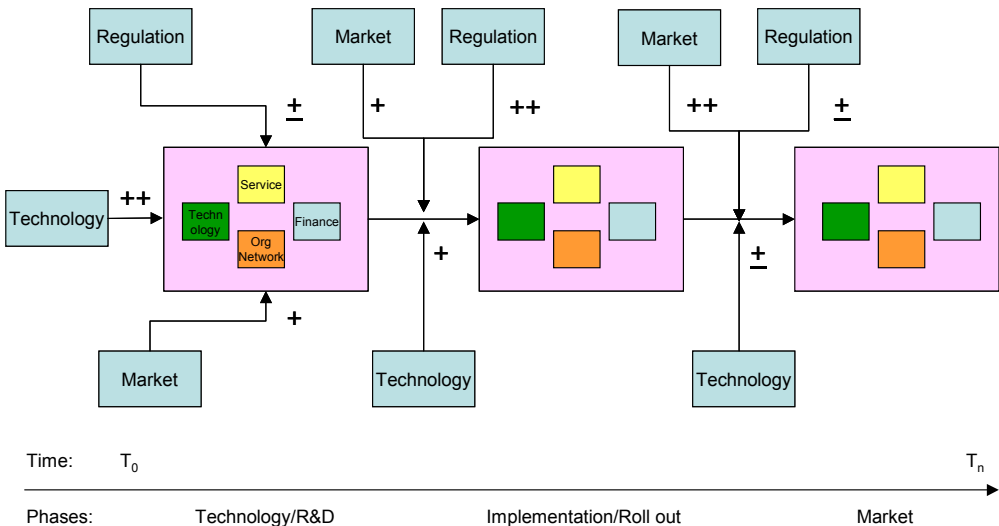 Regulation
Market
Regulation
Market
Regulation
±
+
++
++
±
Technology
++
Service
Techn
ology
Finance
Org
Network
+
+
±
Market
Technology
Technology
Time: T0 Tn
Phases: Technology/R&D Implementation/Roll out Market